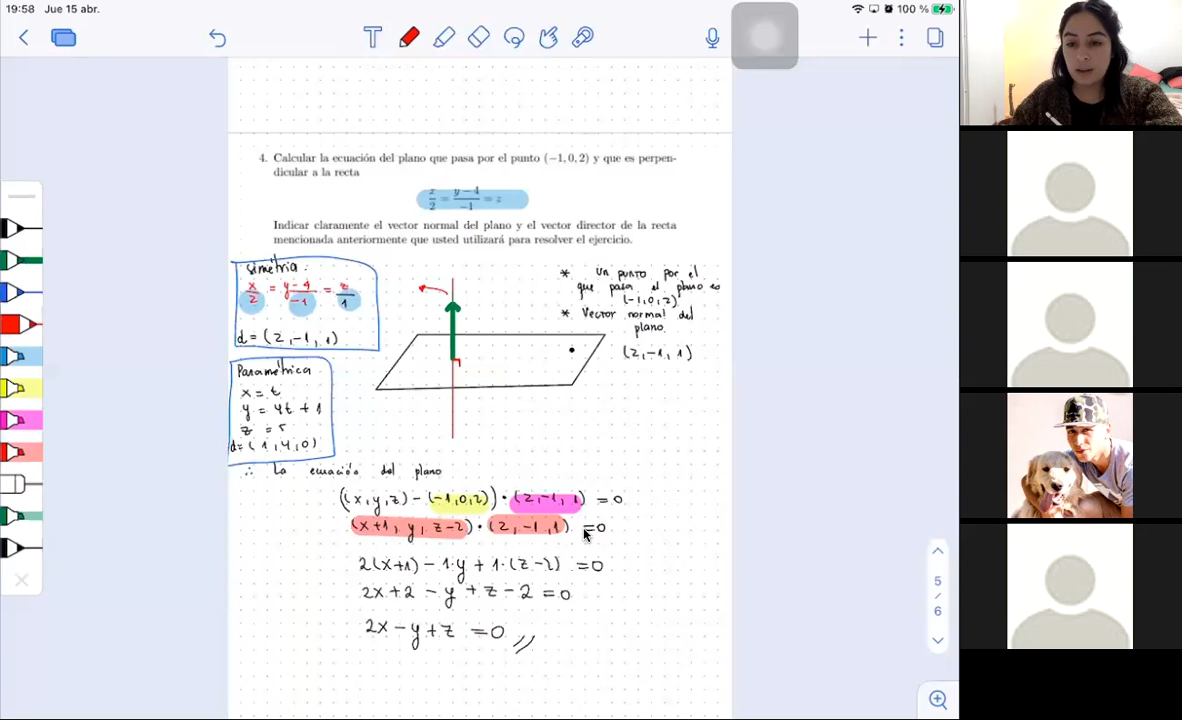 19:58 Jue 15 abr.
100 %
4. Calcular la ecuación del plano que pasa por el punto (−1, 0, 2) y que es perpen-
dicular a la recta
x/2 = (y − 4)/−1 = z
Indicar claramente el vector normal del plano y el vector director de la recta
mencionada anteriormente que usted utilizará para resolver el ejercicio.
simétria.
x/2 = (y−4)/−1 = z/1
d = (2, −1, 1)
Paramétrica
x = t
y = 4t + 1
z = 5
d = (1, 4, 0)
* Un punto por el
que pasa el plano es
(−1, 0, 2)
* Vector normal del
plano.
(2, −1, 1)
∴ La ecuación del plano
((x, y, z) − (−1, 0, 2)) · (2, −1, 1) = 0
(x+1, y, z−2) · (2, −1, 1) = 0
2(x+1) − 1·y + 1·(z−2) = 0
2x + 2 − y + z − 2 = 0
2x − y + z = 0 //
5
/
6